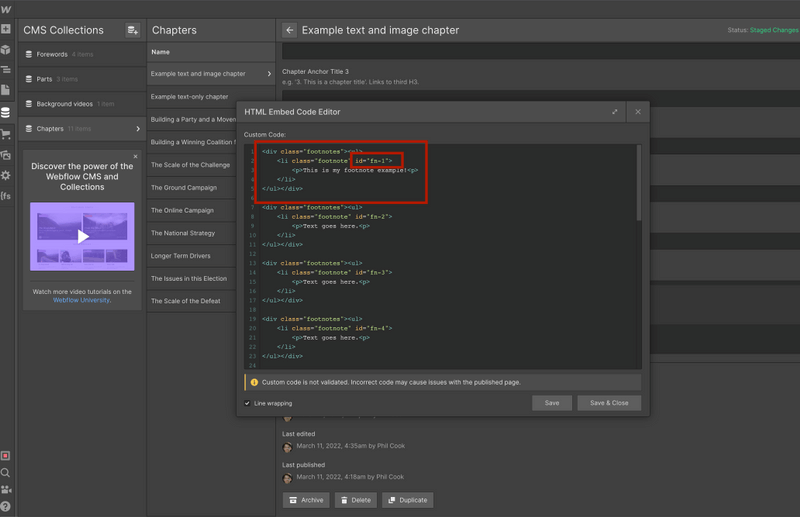 CMS Collections
Chapters
Example text and image chapter
Status: Staged Changes
Forewords 4 items
Parts 3 items
Background videos 1 item
Chapters 11 items
Discover the power of the
Webflow CMS and
Collections
Watch more video tutorials on the
Webflow University.
Name
Example text and image chapter
Example text-only chapter
Building a Party and a Movem
Building a Winning Coalition f
The Scale of the Challenge
The Ground Campaign
The Online Campaign
The National Strategy
Longer Term Drivers
The Issues in this Election
The Scale of the Defeat
Chapter Anchor Title 3
e.g. '3. This is a chapter title'. Links to third H3.
HTML Embed Code Editor
Custom Code:
1 <div class="footnotes"><ul>
2 <li class="footnote" id="fn-1">
3 <p>This is my footnote example!<p>
4 </li>
5 </ul></div>
6
7 <div class="footnotes"><ul>
8 <li class="footnote" id="fn-2">
9 <p>Text goes here.<p>
10 </li>
11 </ul></div>
12
13 <div class="footnotes"><ul>
14 <li class="footnote" id="fn-3">
15 <p>Text goes here.<p>
16 </li>
17 </ul></div>
18
19 <div class="footnotes"><ul>
20 <li class="footnote" id="fn-4">
21 <p>Text goes here.<p>
22 </li>
23 </ul></div>
24
Custom code is not validated. Incorrect code may cause issues with the published page.
Line wrapping
Save
Save & Close
Last edited
March 11, 2022, 4:35am by Phil Cook
Last published
March 11, 2022, 4:18am by Phil Cook
Archive
Delete
Duplicate